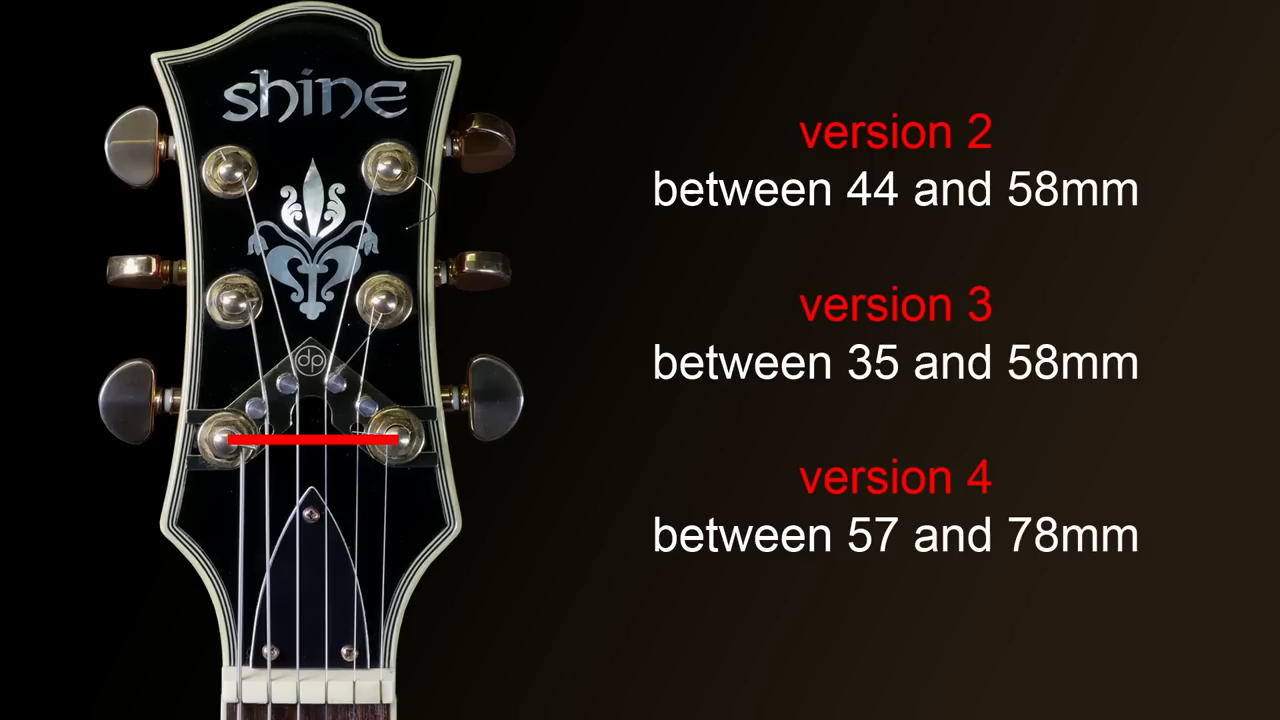 shine
dp
version 2
between 44 and 58mm
version 3
between 35 and 58mm
version 4
between 57 and 78mm